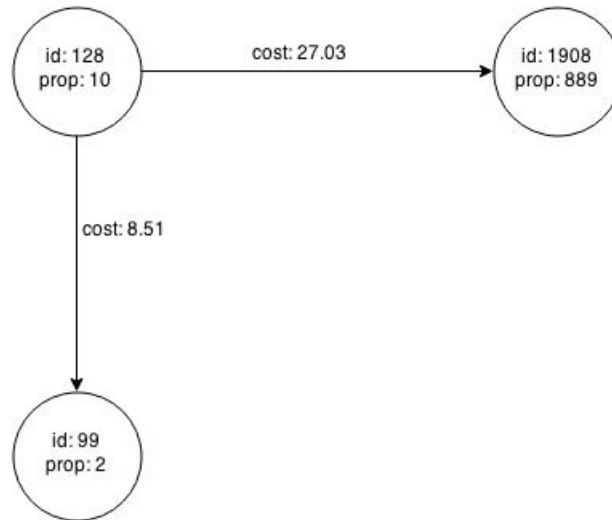 id: 128
prop: 10
cost: 27.03
id: 1908
prop: 889
cost: 8.51
id: 99
prop: 2